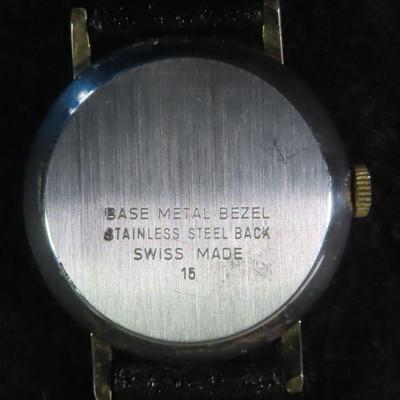 BASE METAL BEZEL
STAINLESS STEEL BACK
SWISS MADE
15